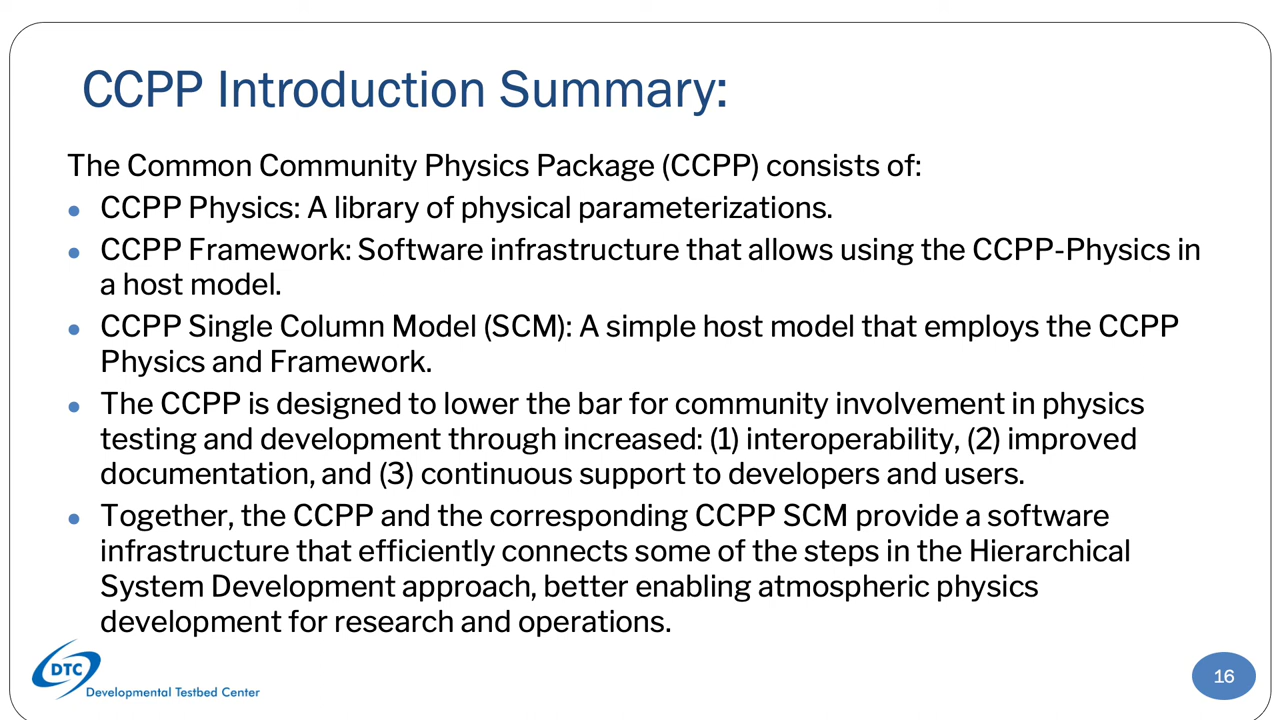 CCPP Introduction Summary:
The Common Community Physics Package (CCPP) consists of:
● CCPP Physics: A library of physical parameterizations.
● CCPP Framework: Software infrastructure that allows using the CCPP-Physics in
a host model.
● CCPP Single Column Model (SCM): A simple host model that employs the CCPP
Physics and Framework.
● The CCPP is designed to lower the bar for community involvement in physics
testing and development through increased: (1) interoperability, (2) improved
documentation, and (3) continuous support to developers and users.
● Together, the CCPP and the corresponding CCPP SCM provide a software
infrastructure that efficiently connects some of the steps in the Hierarchical
System Development approach, better enabling atmospheric physics
development for research and operations.
DTC
Developmental Testbed Center
16